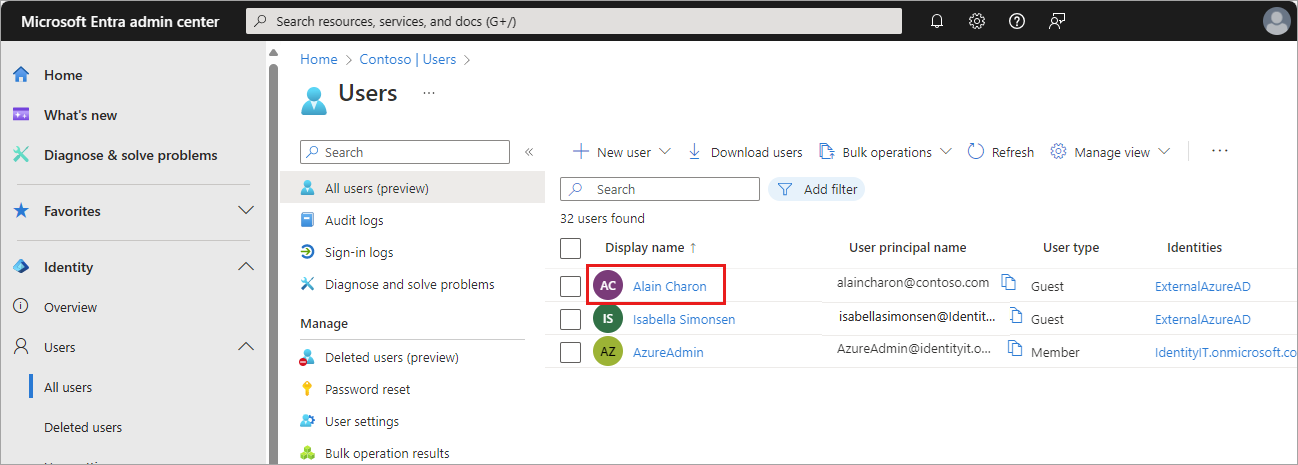 Microsoft Entra admin center
Search resources, services, and docs (G+/)
Home
What's new
Diagnose & solve problems
Favorites
Identity
Overview
Users
All users
Deleted users
Home > Contoso | Users >
Users ...
Search
All users (preview)
Audit logs
Sign-in logs
Diagnose and solve problems
Manage
Deleted users (preview)
Password reset
User settings
Bulk operation results
New user Download users Bulk operations Refresh Manage view ...
Search Add filter
32 users found
Display name ↑ User principal name User type Identities
AC Alain Charon alaincharon@contoso.com Guest ExternalAzureAD
IS Isabella Simonsen isabellasimonsen@Identit... Guest ExternalAzureAD
AZ AzureAdmin AzureAdmin@identityit.o... Member IdentityIT.onmicrosoft.co